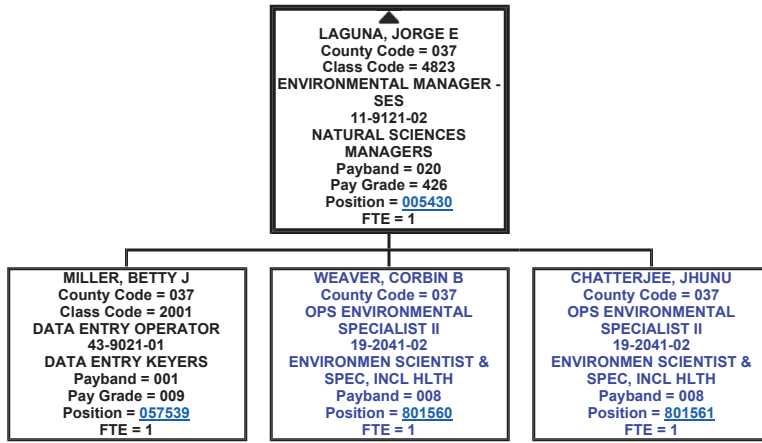 LAGUNA, JORGE E
County Code = 037
Class Code = 4823
ENVIRONMENTAL MANAGER -
SES
11-9121-02
NATURAL SCIENCES
MANAGERS
Payband = 020
Pay Grade = 426
Position = 005430
FTE = 1
MILLER, BETTY J
County Code = 037
Class Code = 2001
DATA ENTRY OPERATOR
43-9021-01
DATA ENTRY KEYERS
Payband = 001
Pay Grade = 009
Position = 057539
FTE = 1
WEAVER, CORBIN B
County Code = 037
OPS ENVIRONMENTAL
SPECIALIST II
19-2041-02
ENVIRONMEN SCIENTIST &
SPEC, INCL HLTH
Payband = 008
Position = 801560
FTE = 1
CHATTERJEE, JHUNU
County Code = 037
OPS ENVIRONMENTAL
SPECIALIST II
19-2041-02
ENVIRONMEN SCIENTIST &
SPEC, INCL HLTH
Payband = 008
Position = 801561
FTE = 1